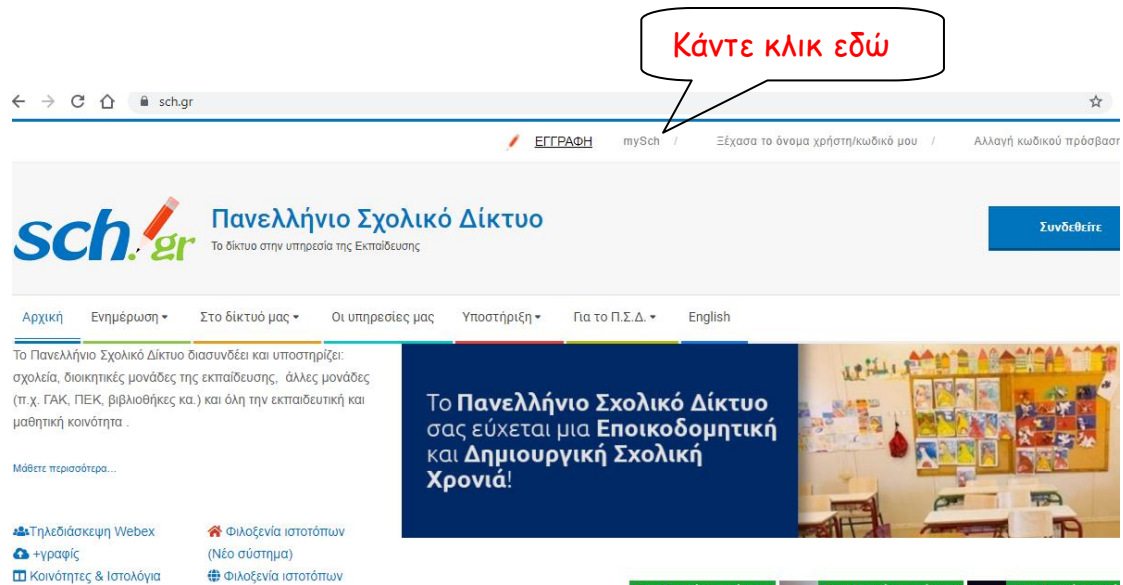 Κάντε κλικ εδώ
sch.gr
ΕΓΓΡΑΦΗ mySch / Ξέχασα το όνομα χρήστη/κωδικό μου / Αλλαγή κωδικού πρόσβασ
sch.gr
Πανελλήνιο Σχολικό Δίκτυο
Το δίκτυο στην υπηρεσία της Εκπαίδευσης
Συνδεθείτε
Αρχική Ενημέρωση Στο δίκτυό μας Οι υπηρεσίες μας Υποστήριξη Για το Π.Σ.Δ. English
Το Πανελλήνιο Σχολικό Δίκτυο διασυνδέει και υποστηρίζει:
σχολεία, διοικητικές μονάδες της εκπαίδευσης, άλλες μονάδες
(π.χ. ΓΑΚ, ΠΕΚ, βιβλιοθήκες κα.) και όλη την εκπαιδευτική και
μαθητική κοινότητα .
Μάθετε περισσότερα...
Το Πανελλήνιο Σχολικό Δίκτυο
σας εύχεται μια Εποικοδομητική
και Δημιουργική Σχολική
Χρονιά!
Τηλεδιάσκεψη Webex
+γραφίς
Κοινότητες & Ιστολόγια
Φιλοξενία ιστοτόπων
(Νέο σύστημα)
Φιλοξενία ιστοτόπων